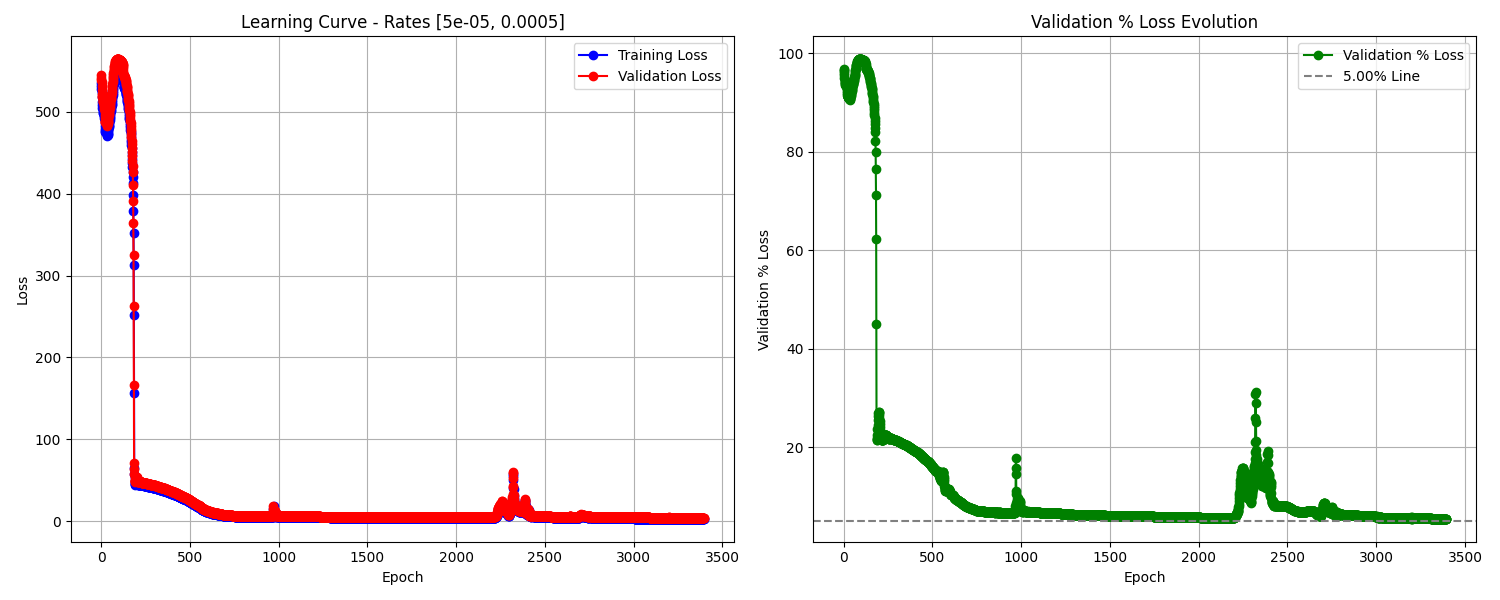 Learning Curve - Rates [5e-05, 0.0005]
Training Loss
Validation Loss
Loss
500
400
300
200
100
0
0 500 1000 1500 2000 2500 3000 3500
Epoch
Validation % Loss Evolution
Validation % Loss
5.00% Line
Validation % Loss
100
80
60
40
20
0 500 1000 1500 2000 2500 3000 3500
Epoch